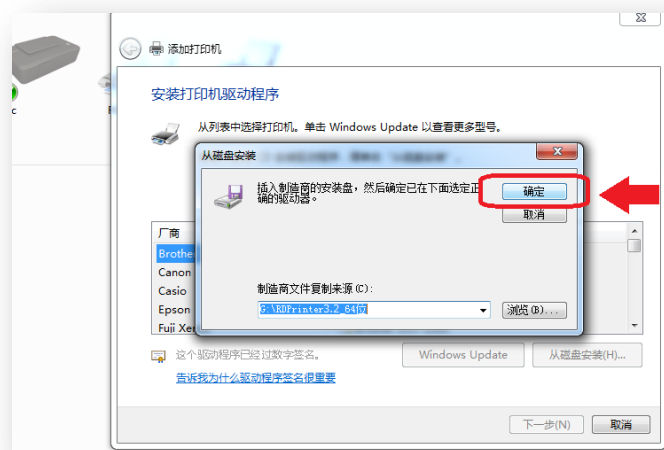 添加打印机
安装打印机驱动程序
从列表中选择打印机。单击 Windows Update 以查看更多型号。
从磁盘安装
插入制造商的安装盘，然后确定已在下面选定正
确的驱动器。
确定
取消
厂商
Brothe
Canon
Casio
Epson
Fuji Xer
制造商文件复制来源(C):
G:\RDPrinter3.2_64位
浏览(B)...
这个驱动程序已经过数字签名。
告诉我为什么驱动程序签名很重要
Windows Update
从磁盘安装(H)...
下一步(N)
取消